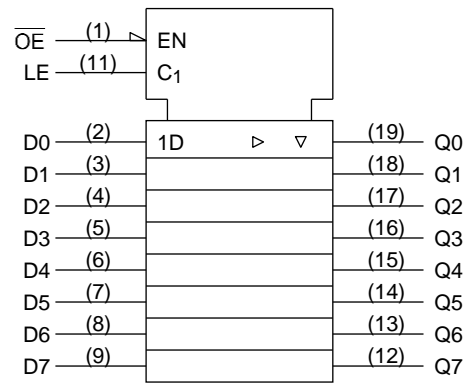 OE (1) EN
LE (11) C1
D0 (2) 1D (19) Q0
D1 (3) (18) Q1
D2 (4) (17) Q2
D3 (5) (16) Q3
D4 (6) (15) Q4
D5 (7) (14) Q5
D6 (8) (13) Q6
D7 (9) (12) Q7